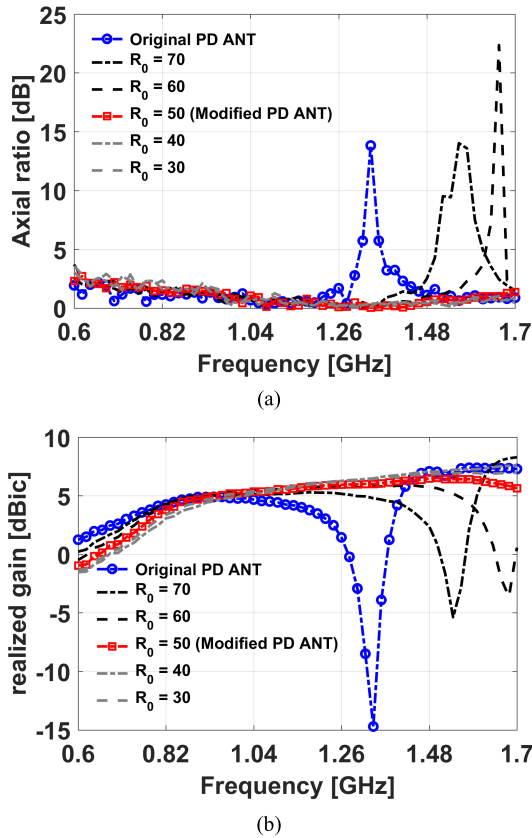 25
20
15
10
5
0
Axial ratio [dB]
Original PD ANT
R0 = 70
R0 = 60
R0 = 50 (Modified PD ANT)
R0 = 40
R0 = 30
0.6 0.82 1.04 1.26 1.48 1.7
Frequency [GHz]
(a)
10
5
0
-5
-10
-15
realized gain [dBic]
Original PD ANT
R0 = 70
R0 = 60
R0 = 50 (Modified PD ANT)
R0 = 40
R0 = 30
0.6 0.82 1.04 1.26 1.48 1.7
Frequency [GHz]
(b)